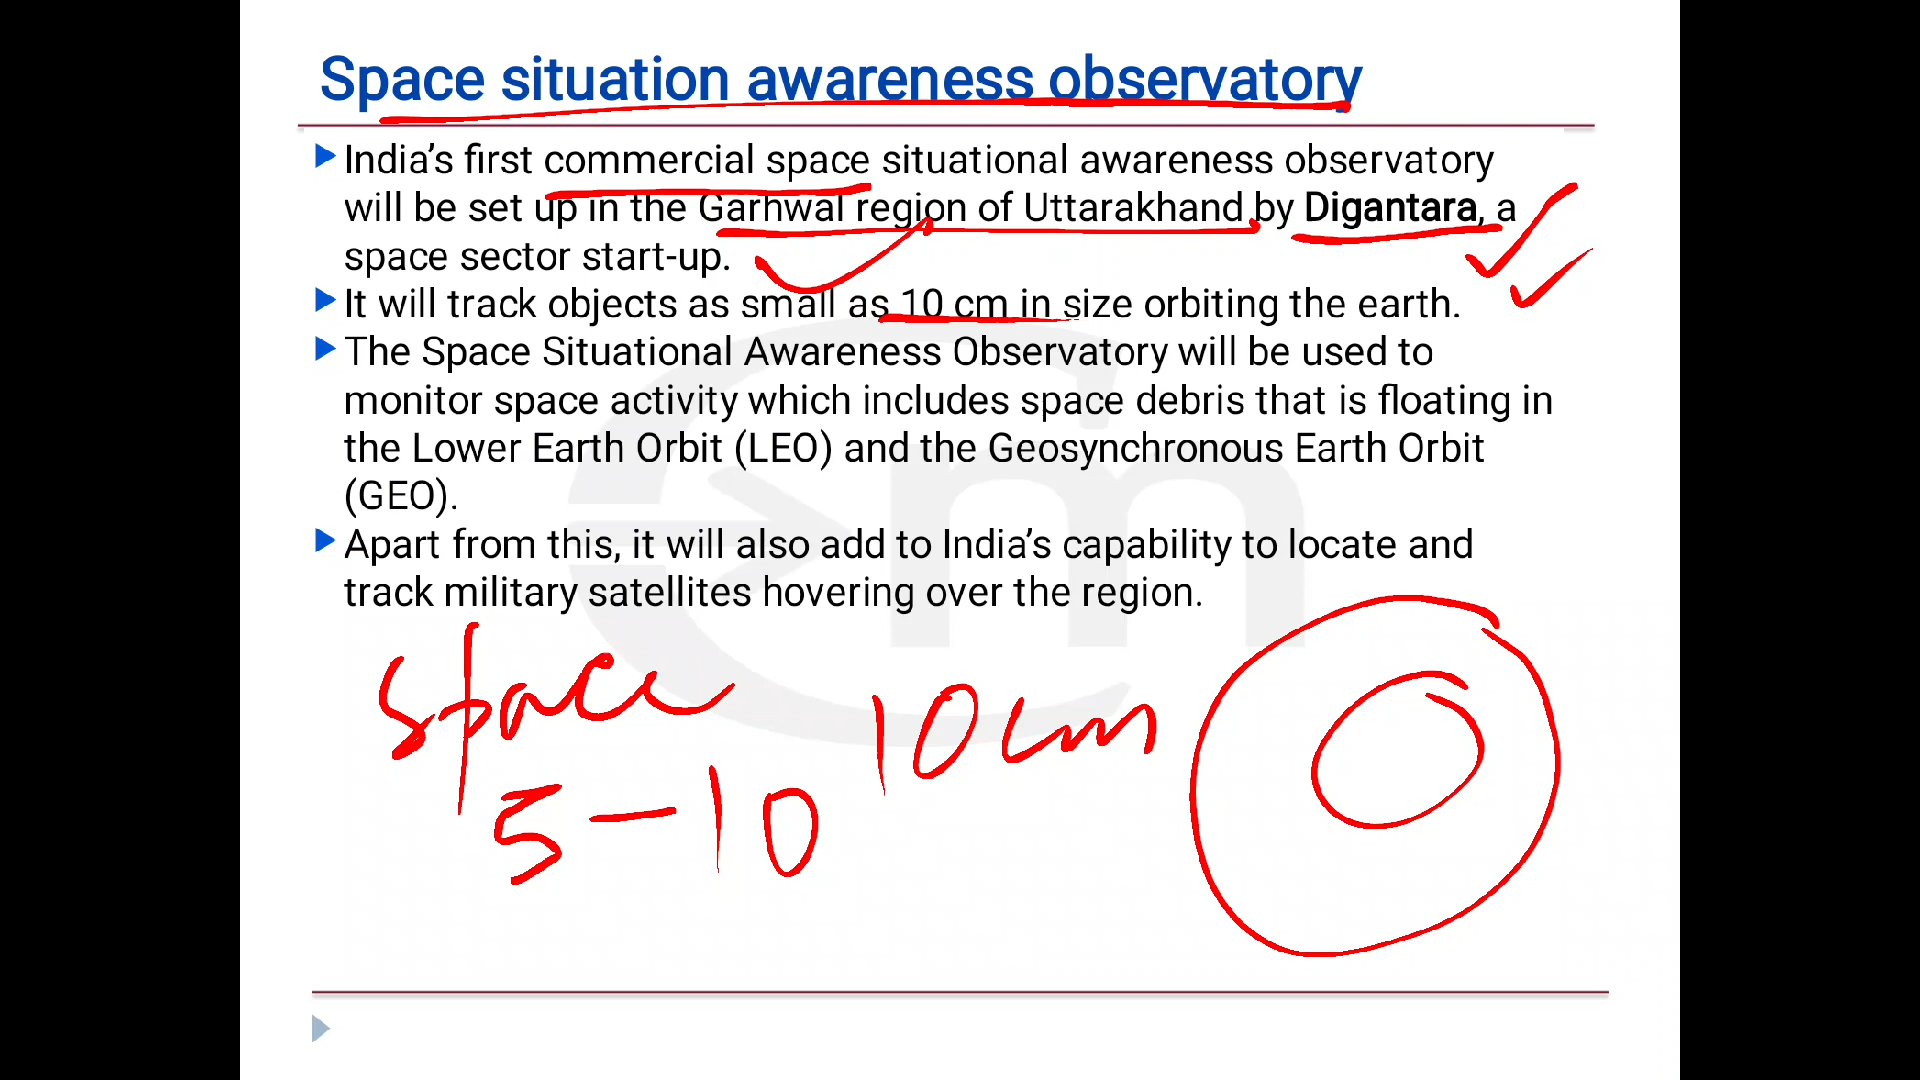 Space situation awareness observatory
India’s first commercial space situational awareness observatory
will be set up in the Garhwal region of Uttarakhand by Digantara, a
space sector start-up.
It will track objects as small as 10 cm in size orbiting the earth.
The Space Situational Awareness Observatory will be used to
monitor space activity which includes space debris that is floating in
the Lower Earth Orbit (LEO) and the Geosynchronous Earth Orbit
(GEO).
Apart from this, it will also add to India’s capability to locate and
track military satellites hovering over the region.
space 10cm
5-10